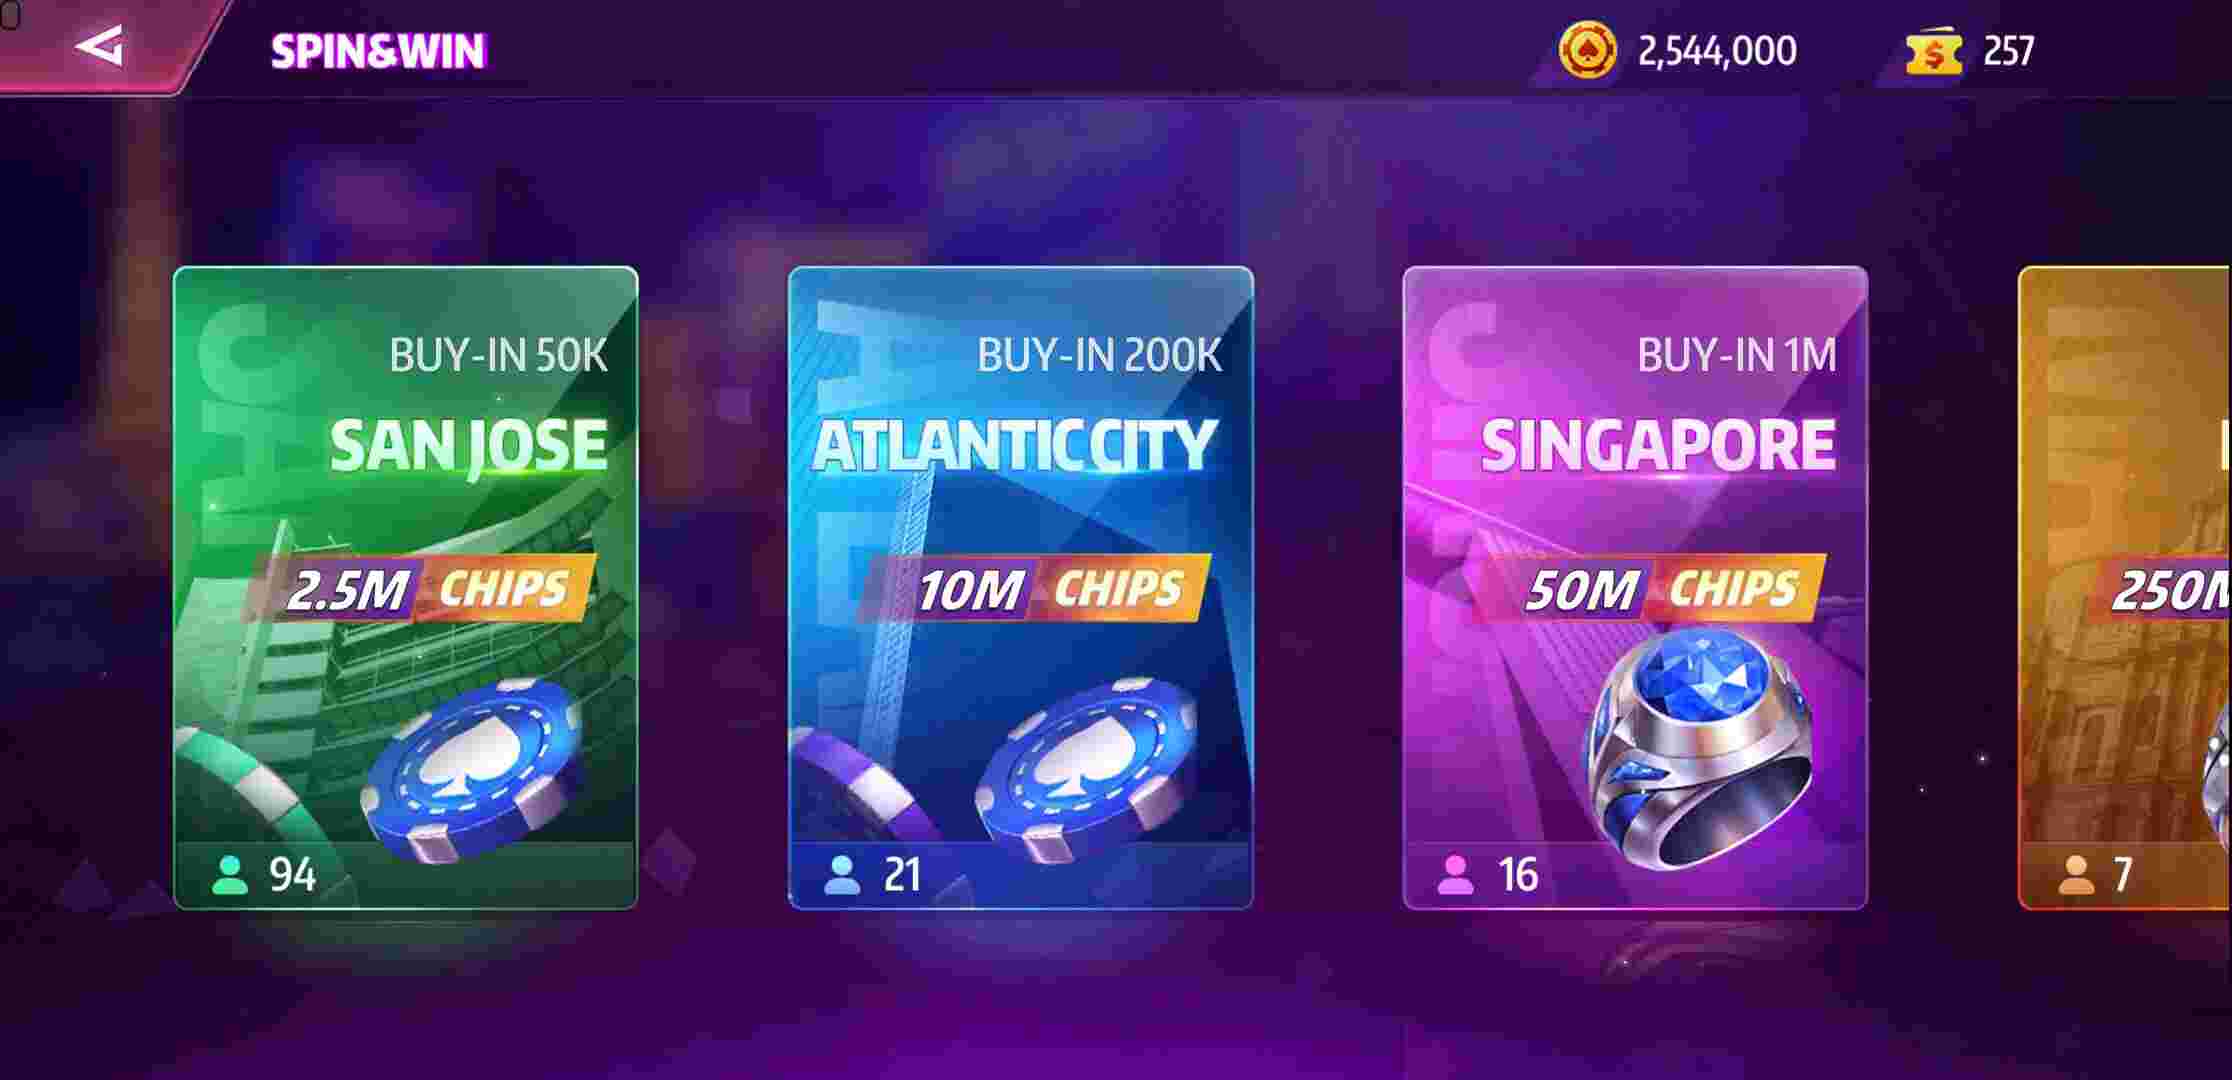 SPIN&WIN
2,544,000
257
BUY-IN 50K
SAN JOSE
2.5M CHIPS
94
BUY-IN 200K
ATLANTIC CITY
10M CHIPS
21
BUY-IN 1M
SINGAPORE
50M CHIPS
16
250M
7